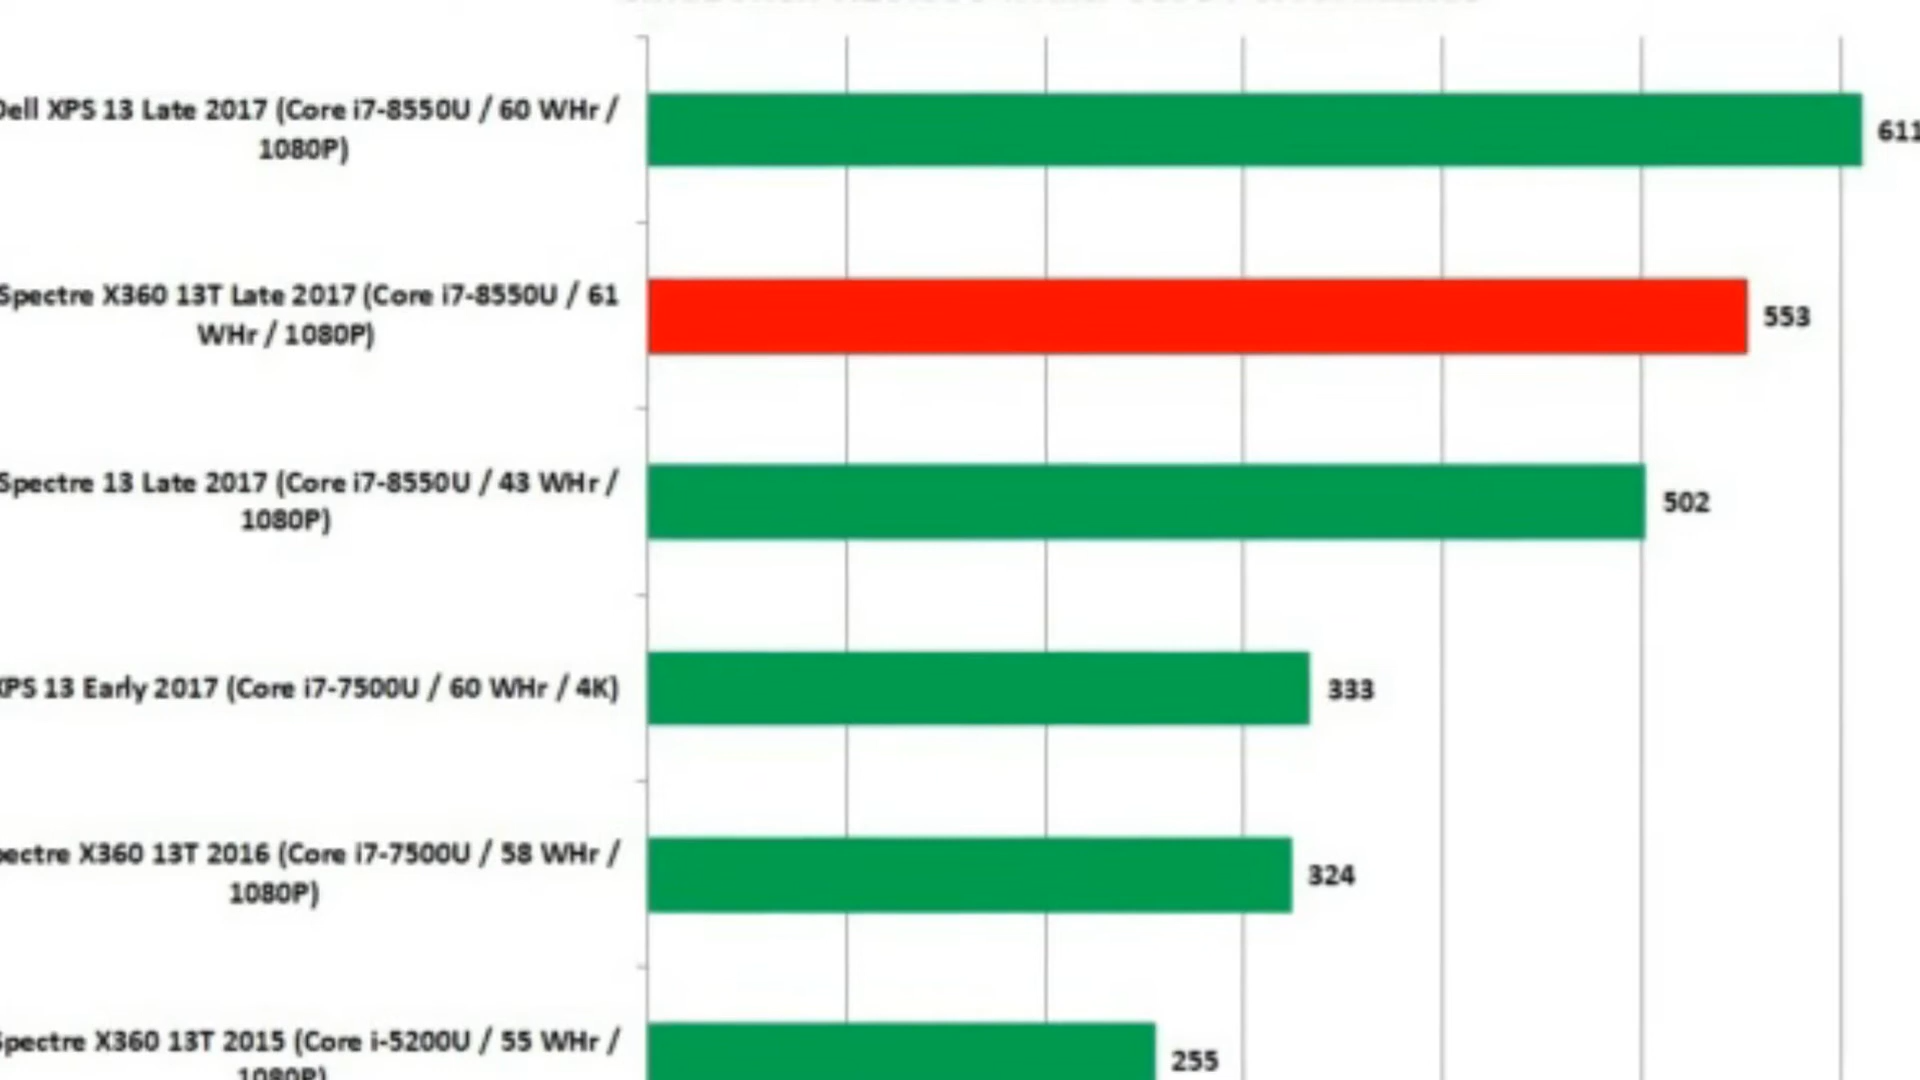 Dell XPS 13 Late 2017 (Core i7-8550U / 60 WHr /
1080P)
611
Spectre X360 13T Late 2017 (Core i7-8550U / 61
WHr / 1080P)
553
Spectre 13 Late 2017 (Core i7-8550U / 43 WHr /
1080P)
502
XPS 13 Early 2017 (Core i7-7500U / 60 WHr / 4K)
333
pectre X360 13T 2016 (Core i7-7500U / 58 WHr /
1080P)
324
Spectre X360 13T 2015 (Core i-5200U / 55 WHr /
1080P)
255